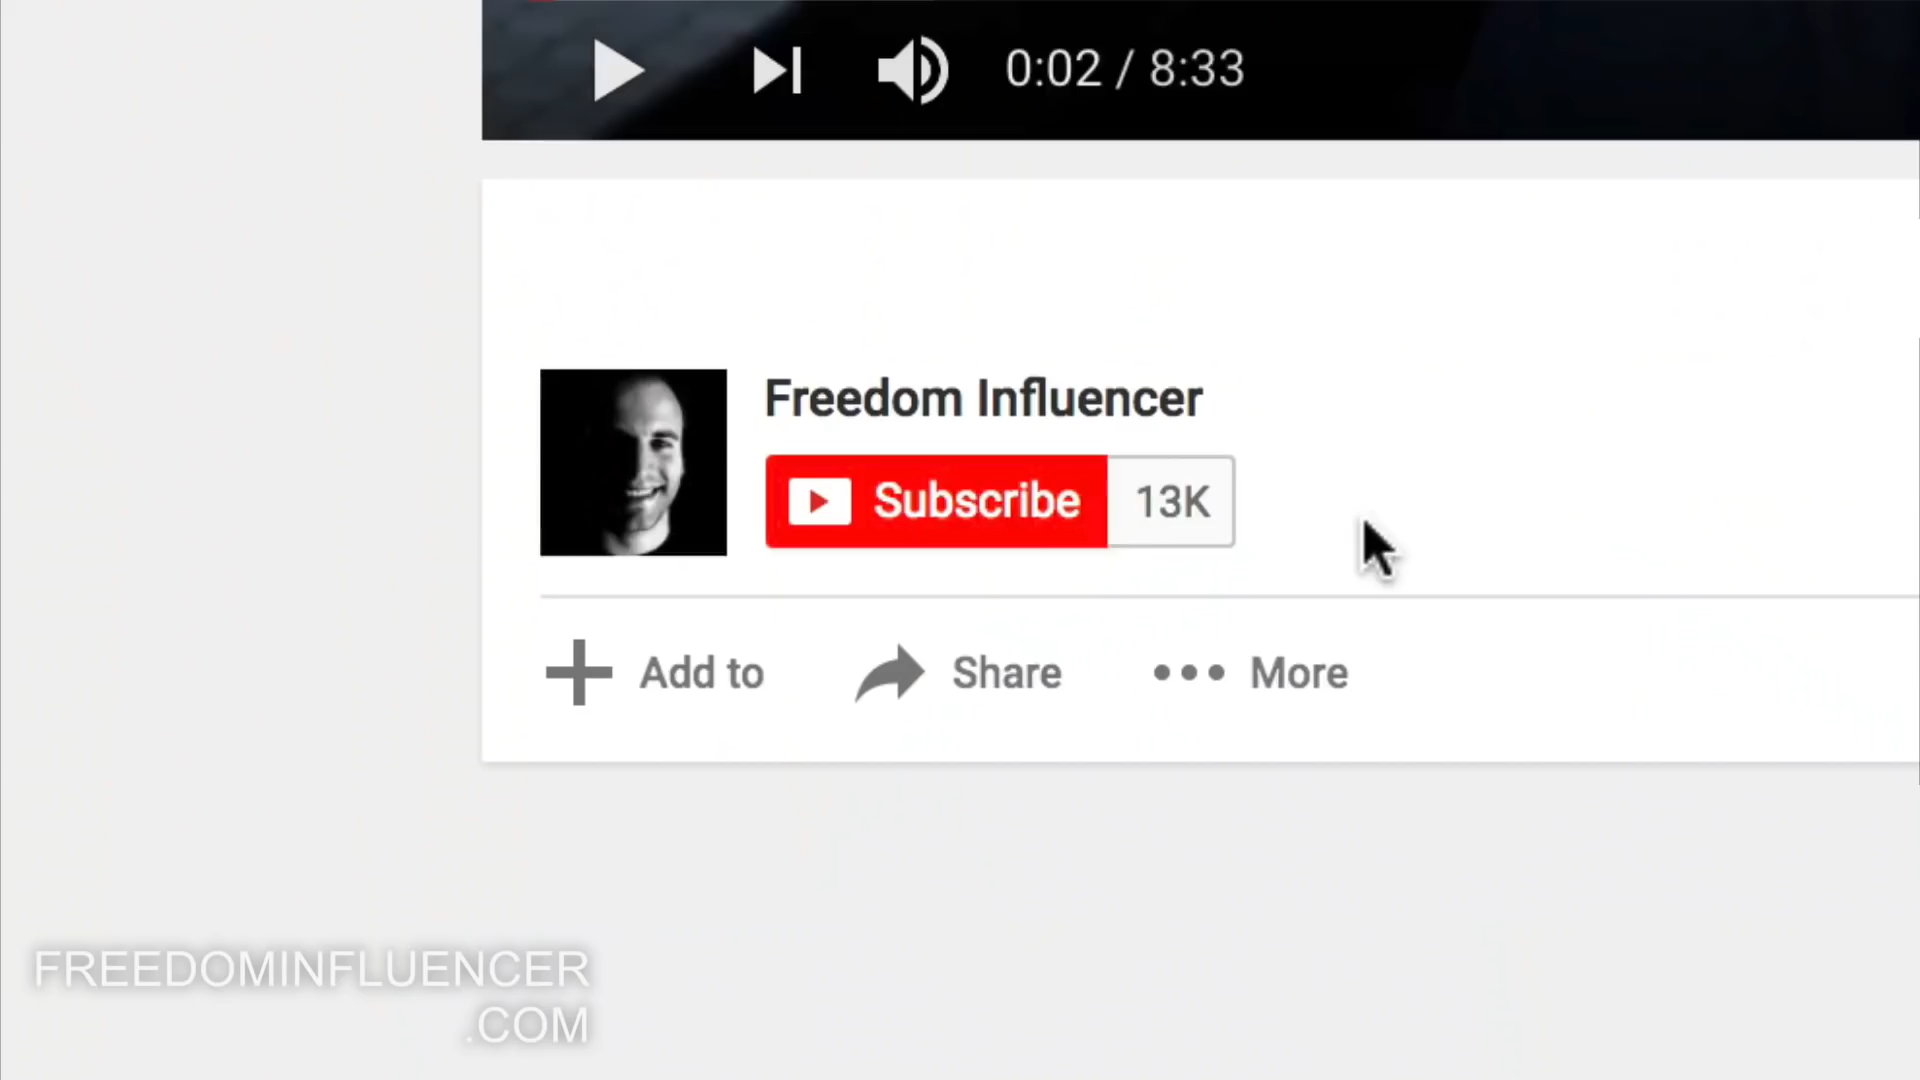 0:02 / 8:33
Freedom Influencer
Subscribe 13K
Add to Share More
FREEDOMINFLUENCER
.COM